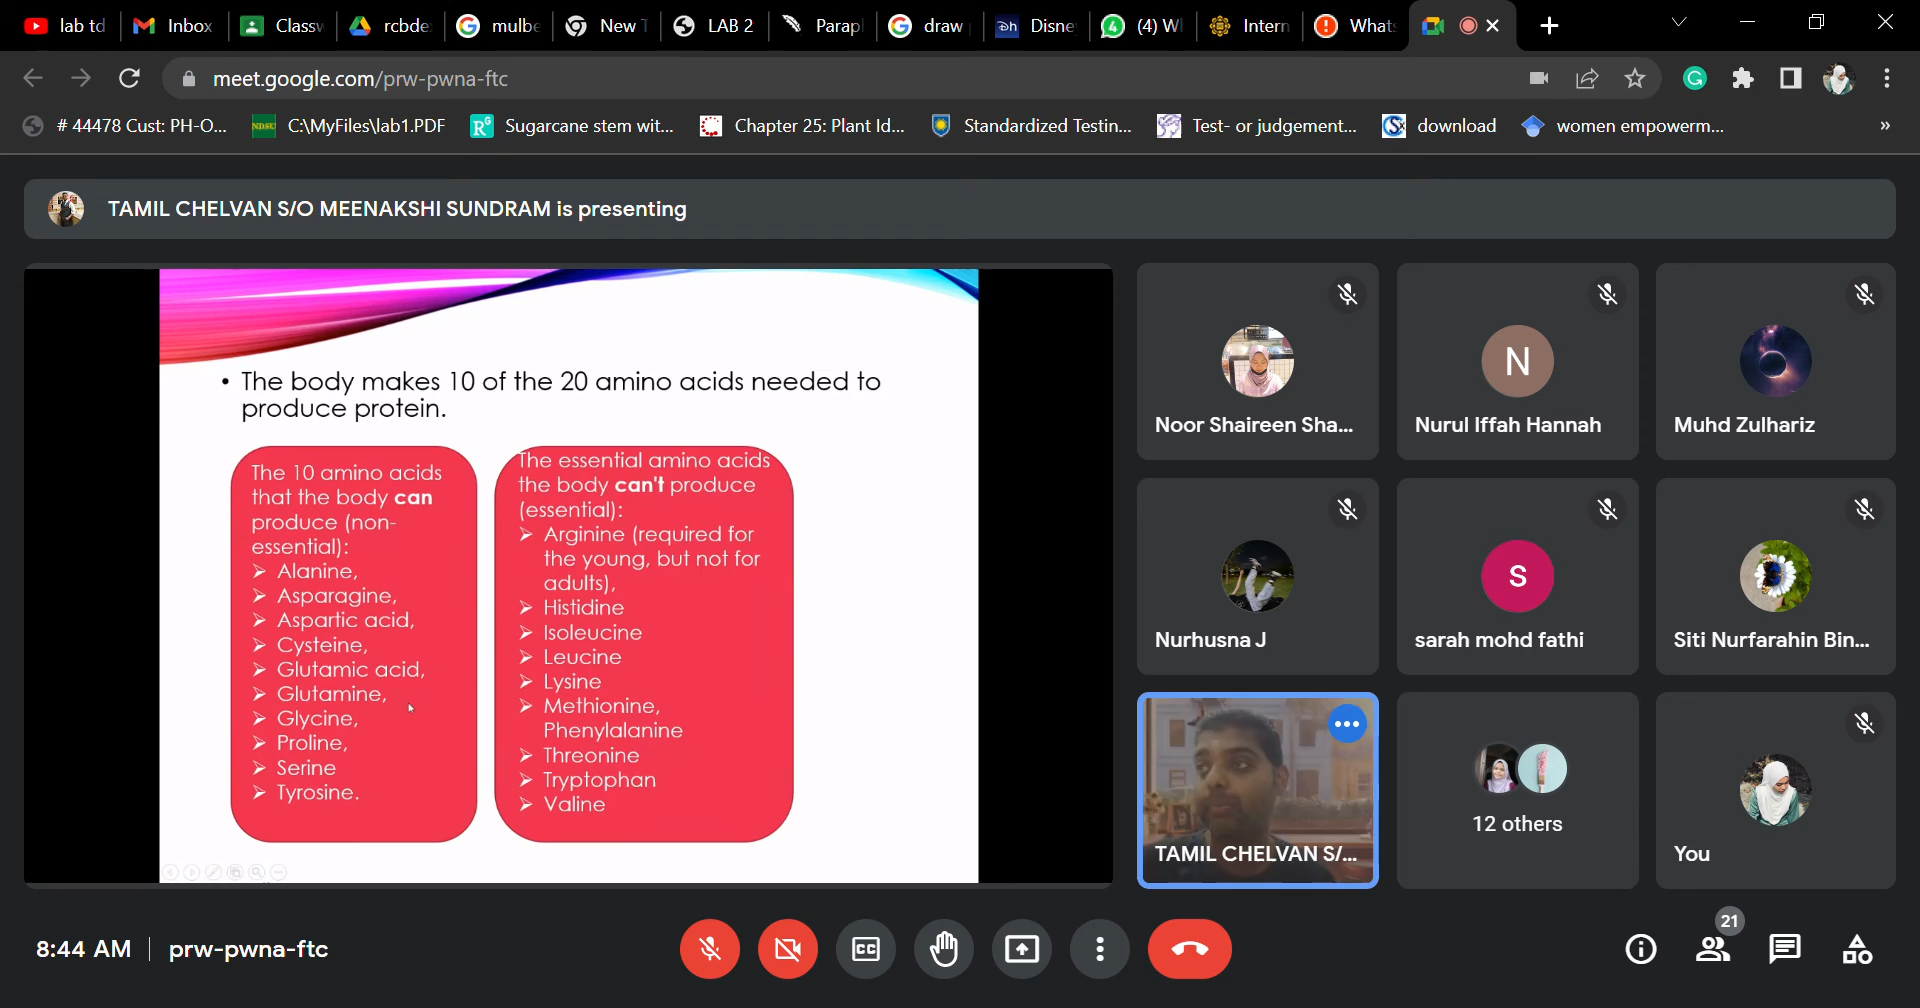 lab td
Inbox
Classw
rcbde
mulbe
New T
LAB 2
Parap
draw
Disne
(4) W
Intern
Whats
meet.google.com/prw-pwna-ftc
# 44478 Cust: PH-O...
C:\MyFiles\lab1.PDF
Sugarcane stem wit...
Chapter 25: Plant Id...
Standardized Testin...
Test- or judgement...
download
women empowerm...
»
TAMIL CHELVAN S/O MEENAKSHI SUNDRAM is presenting
• The body makes 10 of the 20 amino acids needed to
produce protein.
The 10 amino acids
that the body can
produce (non-
essential):
➢ Alanine,
➢ Asparagine,
➢ Aspartic acid,
➢ Cysteine,
➢ Glutamic acid,
➢ Glutamine,
➢ Glycine,
➢ Proline,
➢ Serine
➢ Tyrosine.
The essential amino acids
the body can't produce
(essential):
➢ Arginine (required for
the young, but not for
adults),
➢ Histidine
➢ Isoleucine
➢ Leucine
➢ Lysine
➢ Methionine,
Phenylalanine
➢ Threonine
➢ Tryptophan
➢ Valine
Noor Shaireen Sha...
N
Nurul Iffah Hannah
Muhd Zulhariz
Nurhusna J
S
sarah mohd fathi
Siti Nurfarahin Bin...
TAMIL CHELVAN S/...
12 others
You
8:44 AM
prw-pwna-ftc
CC
21